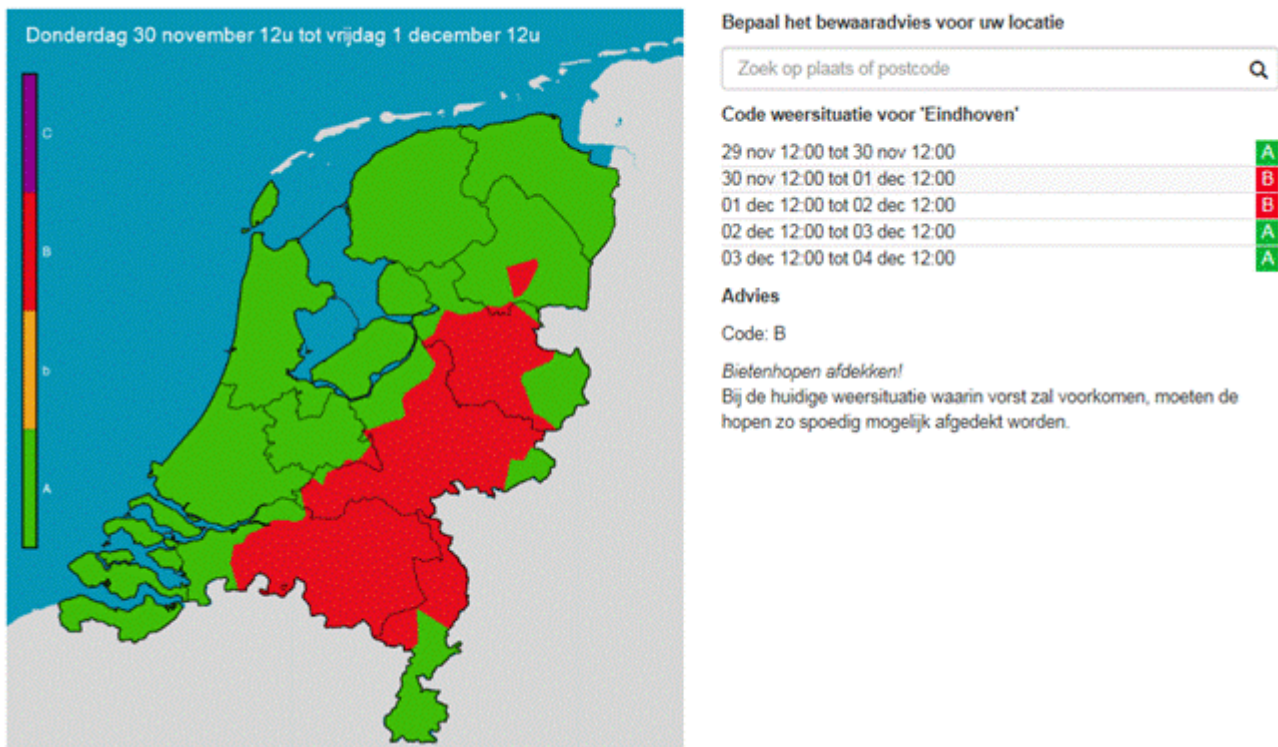 Donderdag 30 november 12u tot vrijdag 1 december 12u
C
B
b
A
Bepaal het bewaaradvies voor uw locatie
Zoek op plaats of postcode
Code weersituatie voor 'Eindhoven'
29 nov 12:00 tot 30 nov 12:00 A
30 nov 12:00 tot 01 dec 12:00 B
01 dec 12:00 tot 02 dec 12:00 B
02 dec 12:00 tot 03 dec 12:00 A
03 dec 12:00 tot 04 dec 12:00 A
Advies
Code: B
Bietenhopen afdekken!
Bij de huidige weersituatie waarin vorst zal voorkomen, moeten de
hopen zo spoedig mogelijk afgedekt worden.